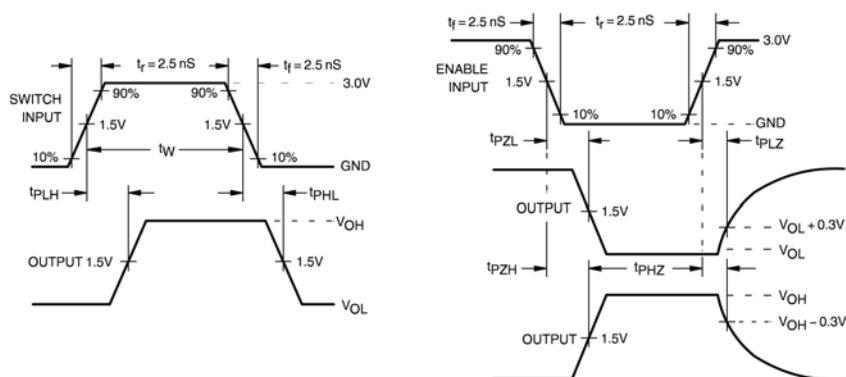 tr = 2.5 nS
tf = 2.5 nS
3.0V
90%
90%
SWITCH
INPUT
1.5V
1.5V
tW
10%
10%
GND
tPLH
tPHL
VOH
OUTPUT 1.5V
1.5V
VOL
tf = 2.5 nS
tr = 2.5 nS
3.0V
90%
90%
ENABLE
INPUT
1.5V
1.5V
10%
10%
GND
tPZL
tPLZ
OUTPUT
1.5V
VOL + 0.3V
VOL
tPZH
tPHZ
VOH
VOH – 0.3V
OUTPUT
1.5V